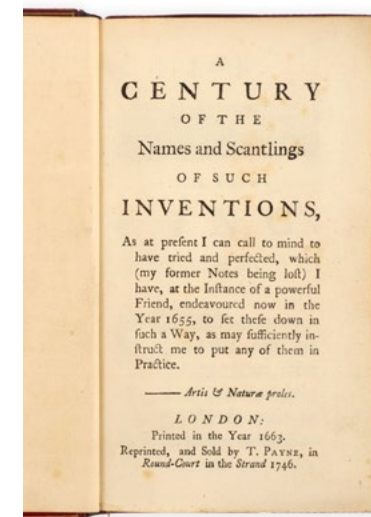 A
CENTURY
OF THE
Names and Scantlings
OF SUCH
INVENTIONS,
As at preſent I can call to mind to
have tried and perfected, which
(my former Notes being loſt) I
have, at the Inſtance of a powerful
Friend, endeavoured now in the
Year 1655, to ſet theſe down in
ſuch a Way, as may ſufficiently in-
ſtruct me to put any of them in
Practice.
——— Artis & Naturæ proles.
LONDON:
Printed in the Year 1663.
Reprinted, and Sold by T. PAYNE, in
Round-Court in the Strand 1746.